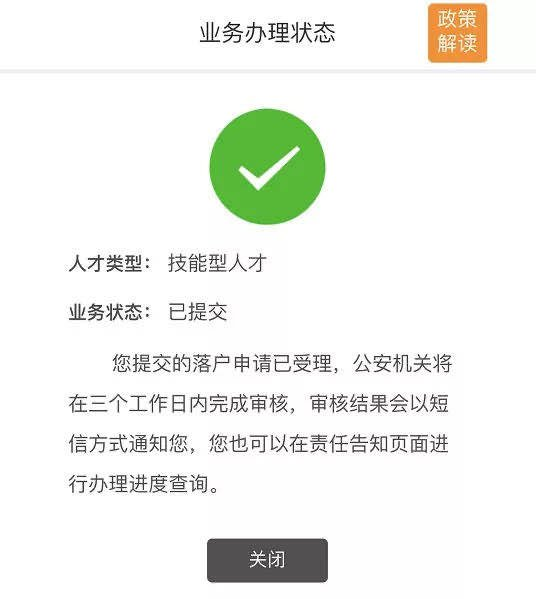 业务办理状态
政策
解读
人才类型： 技能型人才
业务状态： 已提交
您提交的落户申请已受理，公安机关将
在三个工作日内完成审核，审核结果会以短
信方式通知您，您也可以在责任告知页面进
行办理进度查询。
关闭